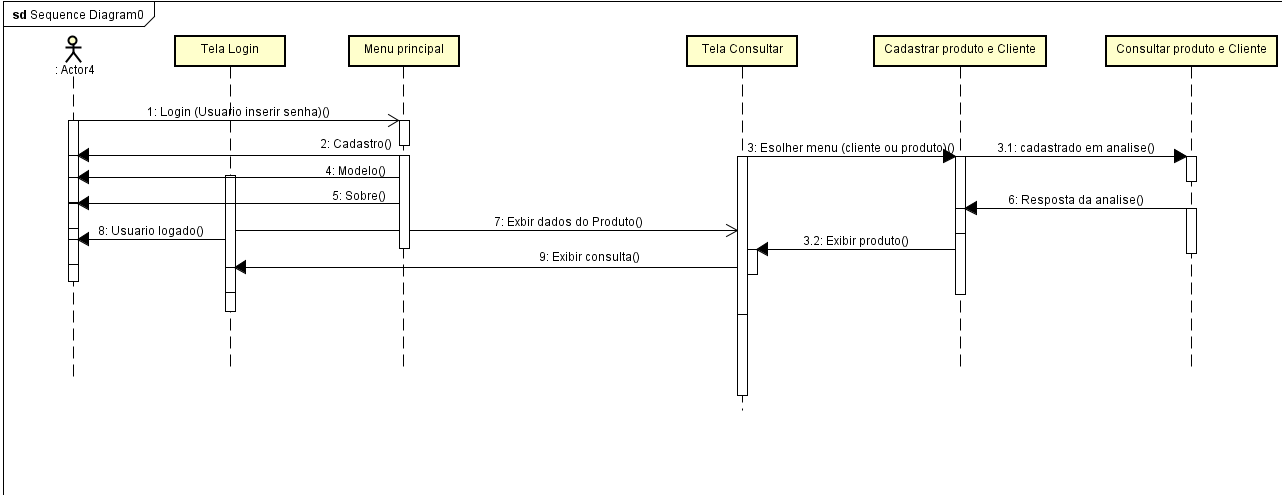 sd Sequence Diagram0
: Actor4
Tela Login
Menu principal
Tela Consultar
Cadastrar produto e Cliente
Consultar produto e Cliente
1: Login (Usuario inserir senha)()
2: Cadastro()
3: Esolher menu (cliente ou produto)()
3.1: cadastrado em analise()
4: Modelo()
5: Sobre()
6: Resposta da analise()
7: Exbir dados do Produto()
8: Usuario logado()
3.2: Exibir produto()
9: Exibir consulta()